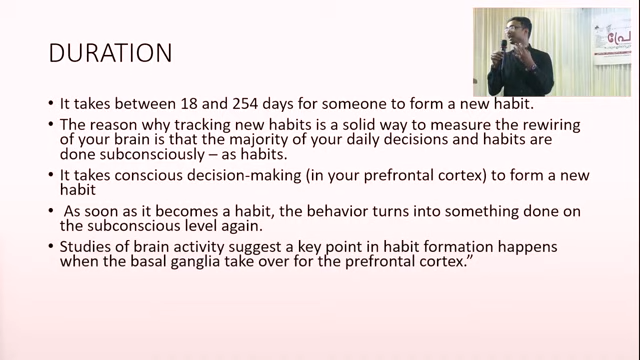 DURATION
• It takes between 18 and 254 days for someone to form a new habit.
• The reason why tracking new habits is a solid way to measure the rewiring
of your brain is that the majority of your daily decisions and habits are
done subconsciously – as habits.
• It takes conscious decision-making (in your prefrontal cortex) to form a new
habit
• As soon as it becomes a habit, the behavior turns into something done on
the subconscious level again.
• Studies of brain activity suggest a key point in habit formation happens
when the basal ganglia take over for the prefrontal cortex.”